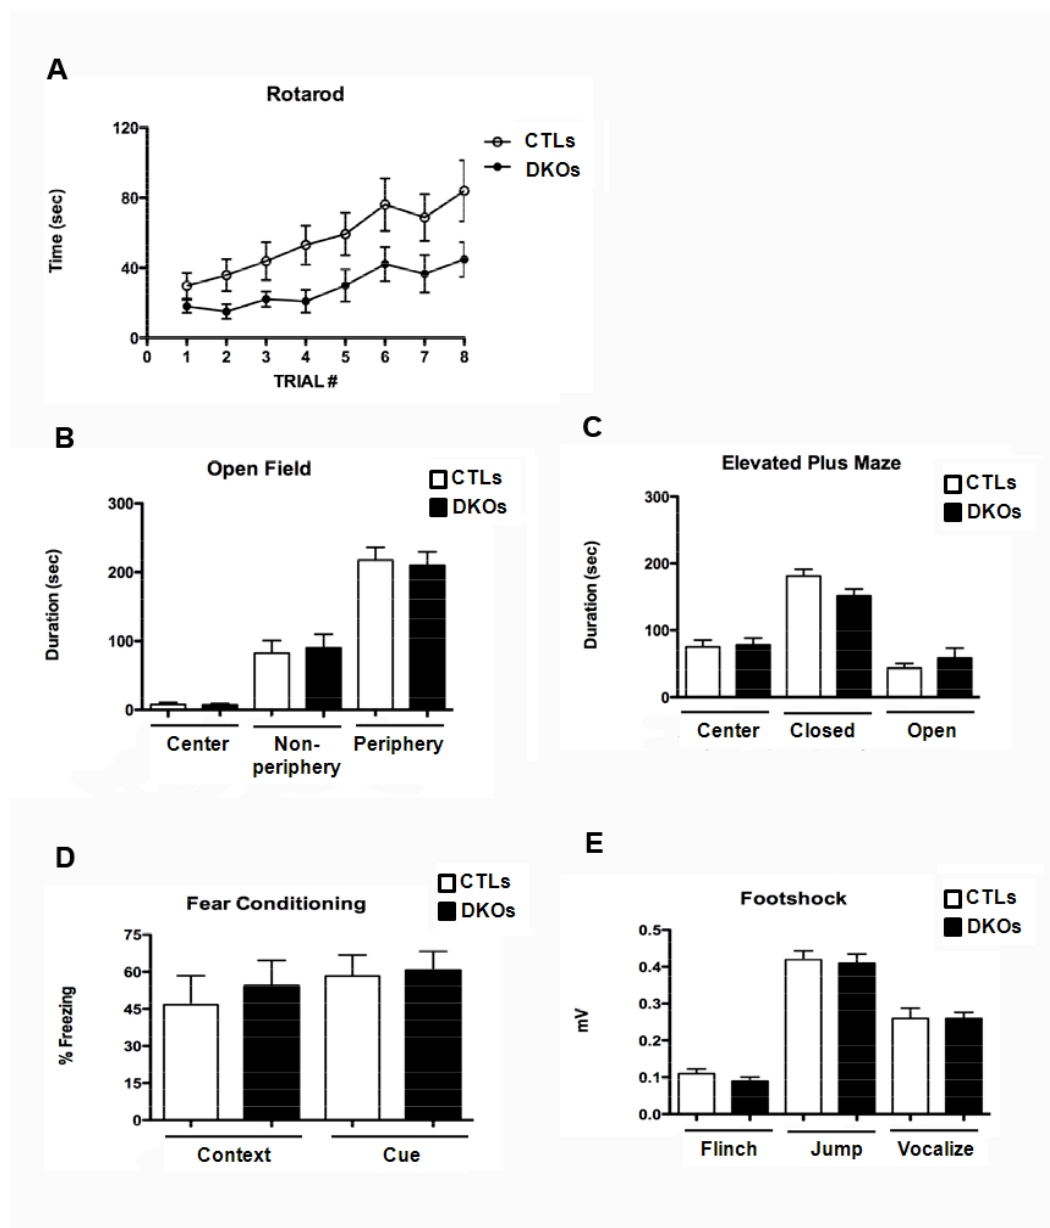 A
Rotarod
CTLs
DKOs
120
80
40
0
Time (sec)
0 1 2 3 4 5 6 7 8
TRIAL #
B
Open Field
CTLs
DKOs
300
200
100
0
Duration (sec)
Center Non-periphery Periphery
C
Elevated Plus Maze
CTLs
DKOs
300
200
100
0
Duration (sec)
Center Closed Open
D
Fear Conditioning
CTLs
DKOs
75
60
45
30
15
0
% Freezing
Context Cue
E
Footshock
CTLs
DKOs
0.5
0.4
0.3
0.2
0.1
0.0
mV
Flinch Jump Vocalize